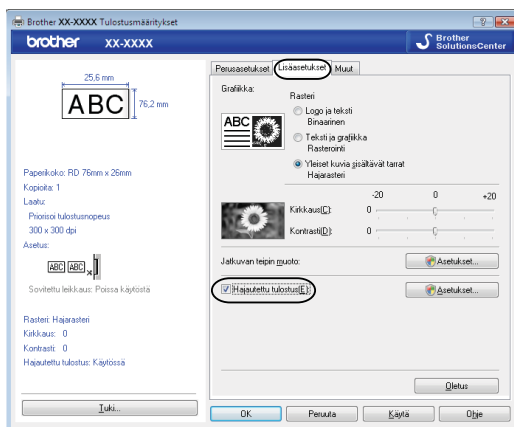 Brother XX-XXXX Tulostusmääritykset
brother XX-XXXX
Brother
SolutionsCenter
25,6 mm
ABC
76,2 mm
Paperikoko: RD 76mm x 26mm
Kopioita: 1
Laatu:
Priorisoi tulostusnopeus
300 x 300 dpi
Asetus:
ABC ABC x
Sovitettu leikkaus: Poissa käytöstä
Rasteri: Hajarasteri
Kirkkaus: 0
Kontrasti: 0
Hajautettu tulostus: Käytössä
Tuki...
Perusasetukset Lisäasetukset Muut
Grafiikka:
ABC
Rasteri
Logo ja teksti
Binaarinen
Teksti ja grafiikka
Rasterointi
Yleiset kuvia sisältävät tarrat
Hajarasteri
-20 0 +20
Kirkkaus(C): 0
Kontrasti(D): 0
Jatkuvan teipin muoto: Asetukset...
Hajautettu tulostus(E): Asetukset...
Oletus
OK Peruuta Käytä Ohje